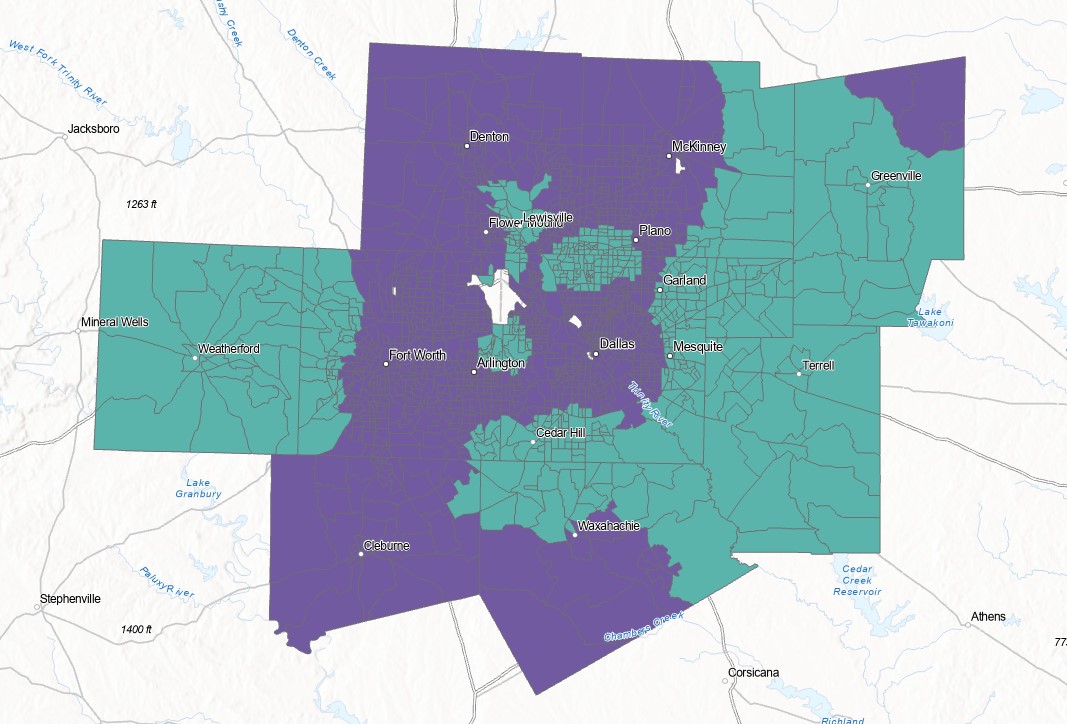 West Fork Trinity River
Denton Creek
Jacksboro
Denton
McKinney
1263 ft
Greenville
Lewisville
Flower Mound
Plano
Garland
Lake
Tawakoni
Mineral Wells
Weatherford
Fort Worth
Arlington
Dallas
Mesquite
Terrell
Trinity River
Cedar Hill
Lake
Granbury
Waxahachie
Cleburne
Cedar
Creek
Reservoir
Paluxy River
Stephenville
1400 ft
Chambers Creek
Athens
Corsicana
Richland